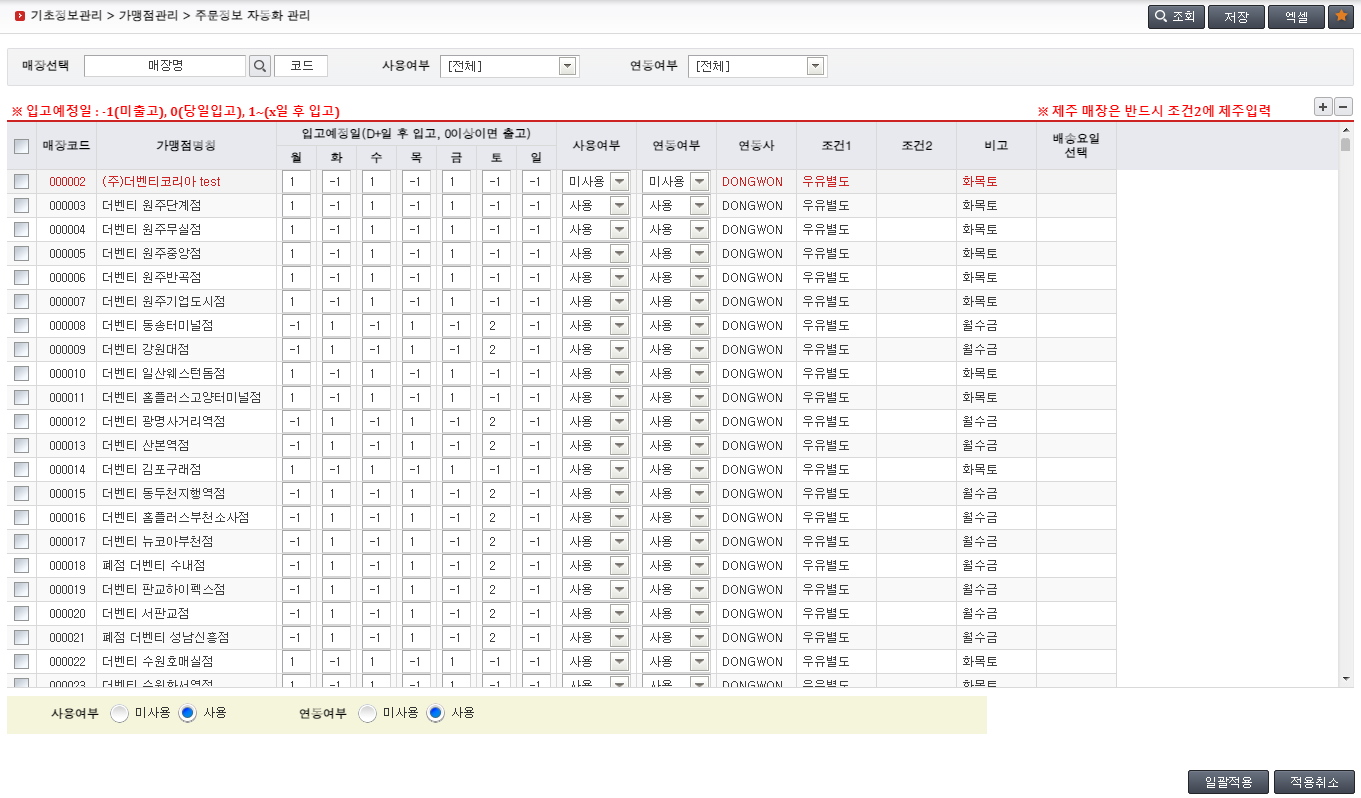 기초정보관리 > 가맹점관리 > 주문정보 자동화 관리 조회 저장 엑셀
매장선택 매장명 코드 사용여부 [전체] 연동여부 [전체]
※ 입고예정일 : -1(미출고), 0(당일입고), 1~(x일 후 입고) ※ 제주 매장은 반드시 조건2에 제주입력
매장코드 가맹점명칭 입고예정일(D+일 후 입고, 0이상이면 출고) 사용여부 연동여부 연동사 조건1 조건2 비고 배송요일 선택
월 화 수 목 금 토 일
000002 (주)더벤티코리아 test 1 -1 1 -1 1 -1 -1 미사용 미사용 DONGWON 우유별도 화목토
000003 더벤티 원주단계점 1 -1 1 -1 1 -1 -1 사용 사용 DONGWON 우유별도 화목토
000004 더벤티 원주무실점 1 -1 1 -1 1 -1 -1 사용 사용 DONGWON 우유별도 화목토
000005 더벤티 원주중앙점 1 -1 1 -1 1 -1 -1 사용 사용 DONGWON 우유별도 화목토
000006 더벤티 원주반곡점 1 -1 1 -1 1 -1 -1 사용 사용 DONGWON 우유별도 화목토
000007 더벤티 원주기업도시점 1 -1 1 -1 1 -1 -1 사용 사용 DONGWON 우유별도 화목토
000008 더벤티 동송터미널점 -1 1 -1 1 -1 2 -1 사용 사용 DONGWON 우유별도 월수금
000009 더벤티 강원대점 -1 1 -1 1 -1 2 -1 사용 사용 DONGWON 우유별도 월수금
000010 더벤티 일산웨스턴돔점 1 -1 1 -1 1 -1 -1 사용 사용 DONGWON 우유별도 화목토
000011 더벤티 홈플러스고양터미널점 1 -1 1 -1 1 -1 -1 사용 사용 DONGWON 우유별도 화목토
000012 더벤티 광명사거리역점 -1 1 -1 1 -1 2 -1 사용 사용 DONGWON 우유별도 월수금
000013 더벤티 산본역점 -1 1 -1 1 -1 2 -1 사용 사용 DONGWON 우유별도 월수금
000014 더벤티 김포구래점 1 -1 1 -1 1 -1 -1 사용 사용 DONGWON 우유별도 화목토
000015 더벤티 동두천지행역점 -1 1 -1 1 -1 2 -1 사용 사용 DONGWON 우유별도 월수금
000016 더벤티 홈플러스부천소사점 -1 1 -1 1 -1 2 -1 사용 사용 DONGWON 우유별도 월수금
000017 더벤티 뉴코아부천점 -1 1 -1 1 -1 2 -1 사용 사용 DONGWON 우유별도 월수금
000018 폐점 더벤티 수내점 -1 1 -1 1 -1 2 -1 사용 사용 DONGWON 우유별도 월수금
000019 더벤티 판교하이펙스점 -1 1 -1 1 -1 2 -1 사용 사용 DONGWON 우유별도 월수금
000020 더벤티 서판교점 -1 1 -1 1 -1 2 -1 사용 사용 DONGWON 우유별도 월수금
000021 폐점 더벤티 성남신흥점 -1 1 -1 1 -1 2 -1 사용 사용 DONGWON 우유별도 월수금
000022 더벤티 수원호매실점 1 -1 1 -1 1 -1 -1 사용 사용 DONGWON 우유별도 화목토
000023 더벤티 수원화서역점 1 -1 1 -1 1 -1 -1 사용 사용 DONGWON 우유별도 화목토
사용여부 미사용 사용 연동여부 미사용 사용
일괄적용 적용취소